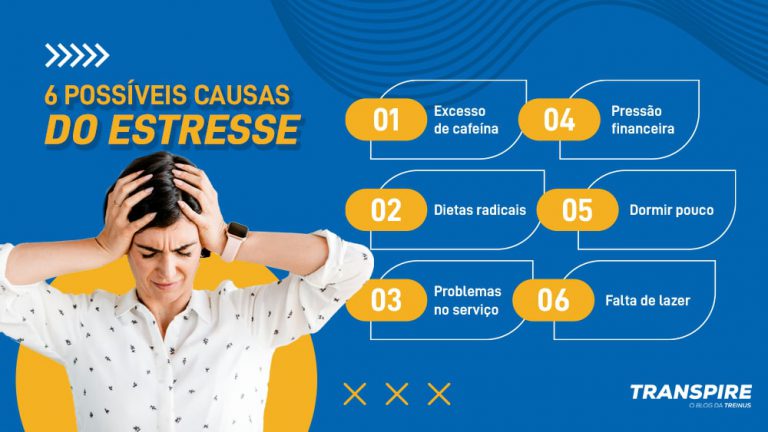 6 POSSÍVEIS CAUSAS
DO ESTRESSE
01
Excesso
de cafeína
02
Dietas radicais
03
Problemas
no serviço
04
Pressão
financeira
05
Dormir pouco
06
Falta de lazer
TRANSPIRE
O BLOG DA TREINUS